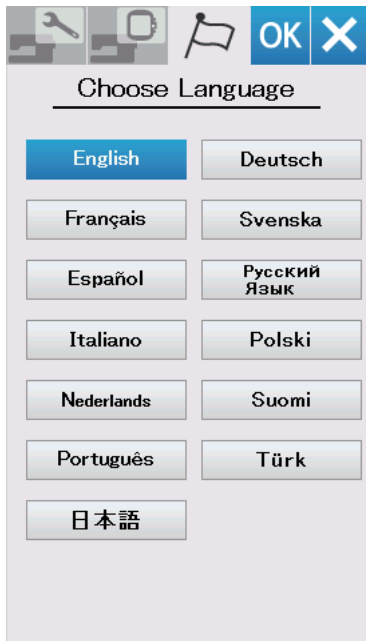 OK
Choose Language
English
Deutsch
Français
Svenska
Español
Русский
Язык
Italiano
Polski
Nederlands
Suomi
Português
Türk
日本語